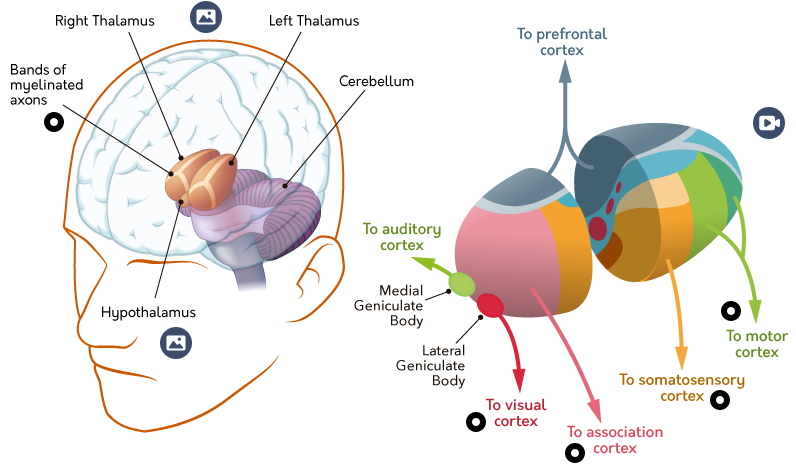 Right Thalamus
Left Thalamus
Bands of
myelinated
axons
Cerebellum
Hypothalamus
To prefrontal
cortex
To auditory
cortex
Medial
Geniculate
Body
Lateral
Geniculate
Body
To visual
cortex
To association
cortex
To somatosensory
cortex
To motor
cortex